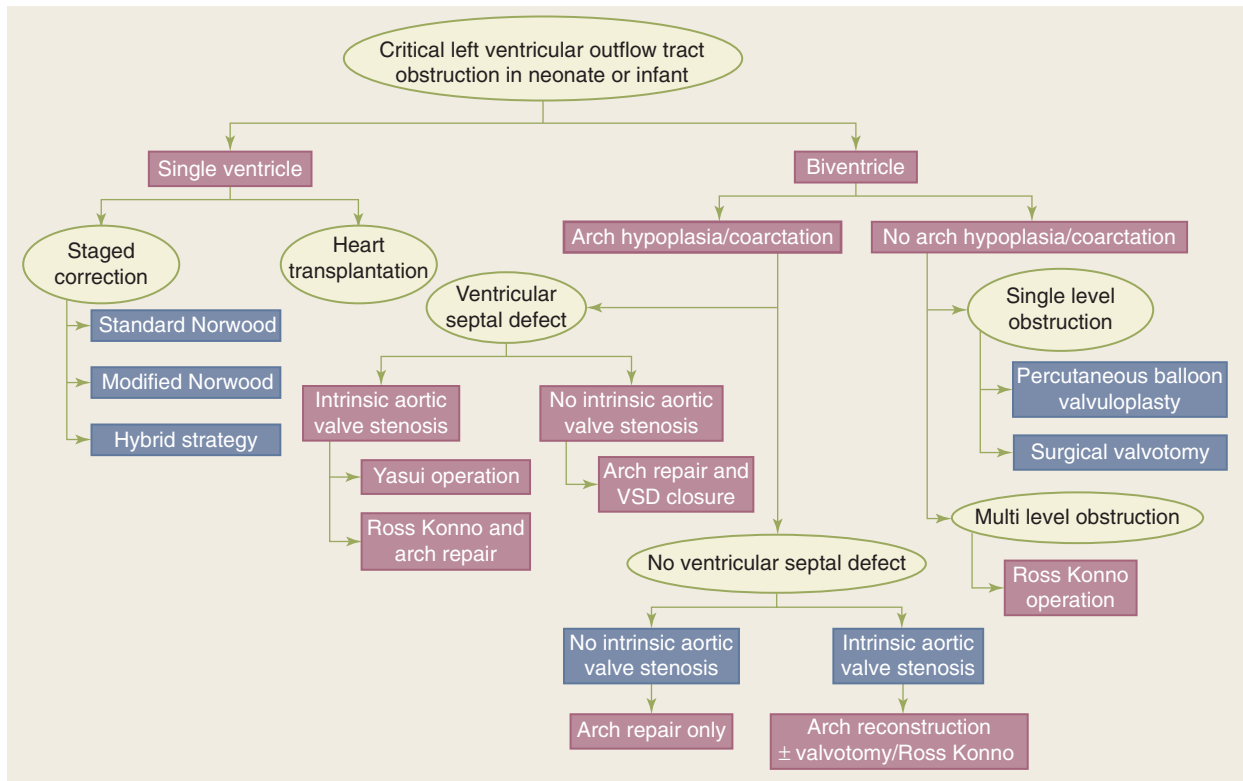 Critical left ventricular outflow tract
obstruction in neonate or infant
Single ventricle
Biventricle
Staged
correction
Heart
transplantation
Arch hypoplasia/coarctation
No arch hypoplasia/coarctation
Standard Norwood
Modified Norwood
Hybrid strategy
Ventricular
septal defect
Intrinsic aortic
valve stenosis
No intrinsic aortic
valve stenosis
Yasui operation
Ross Konno and
arch repair
Arch repair and
VSD closure
Single level
obstruction
Percutaneous balloon
valvuloplasty
Surgical valvotomy
Multi level obstruction
Ross Konno
operation
No ventricular septal defect
No intrinsic aortic
valve stenosis
Intrinsic aortic
valve stenosis
Arch repair only
Arch reconstruction
± valvotomy/Ross Konno